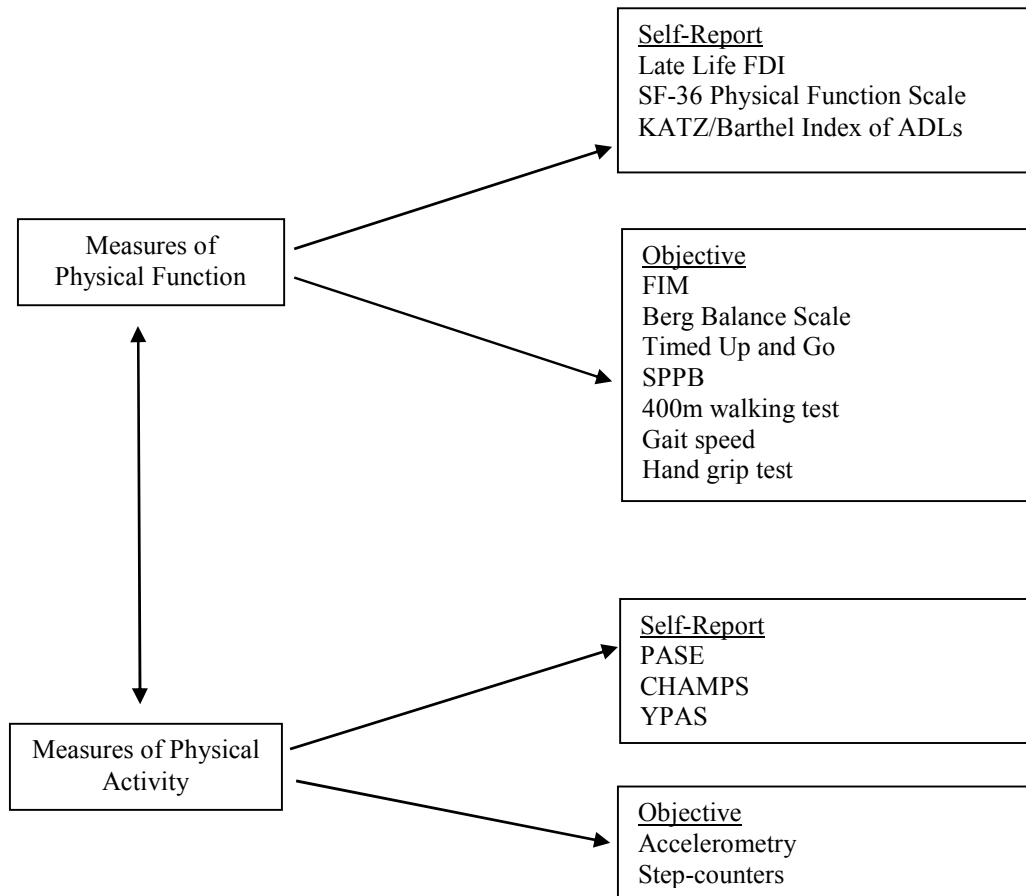 Self-Report
Late Life FDI
SF-36 Physical Function Scale
KATZ/Barthel Index of ADLs
Measures of
Physical Function
Objective
FIM
Berg Balance Scale
Timed Up and Go
SPPB
400m walking test
Gait speed
Hand grip test
Self-Report
PASE
CHAMPS
YPAS
Measures of Physical
Activity
Objective
Accelerometry
Step-counters